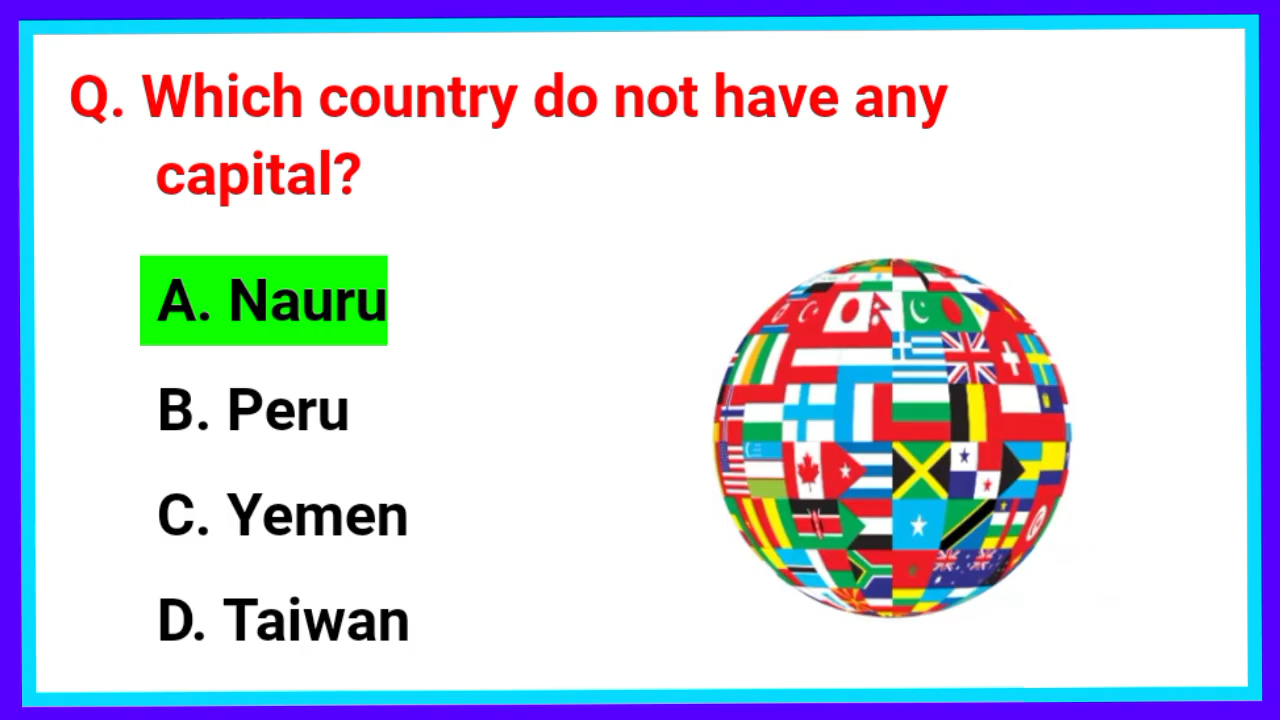 Q. Which country do not have any
capital?
A. Nauru
B. Peru
C. Yemen
D. Taiwan